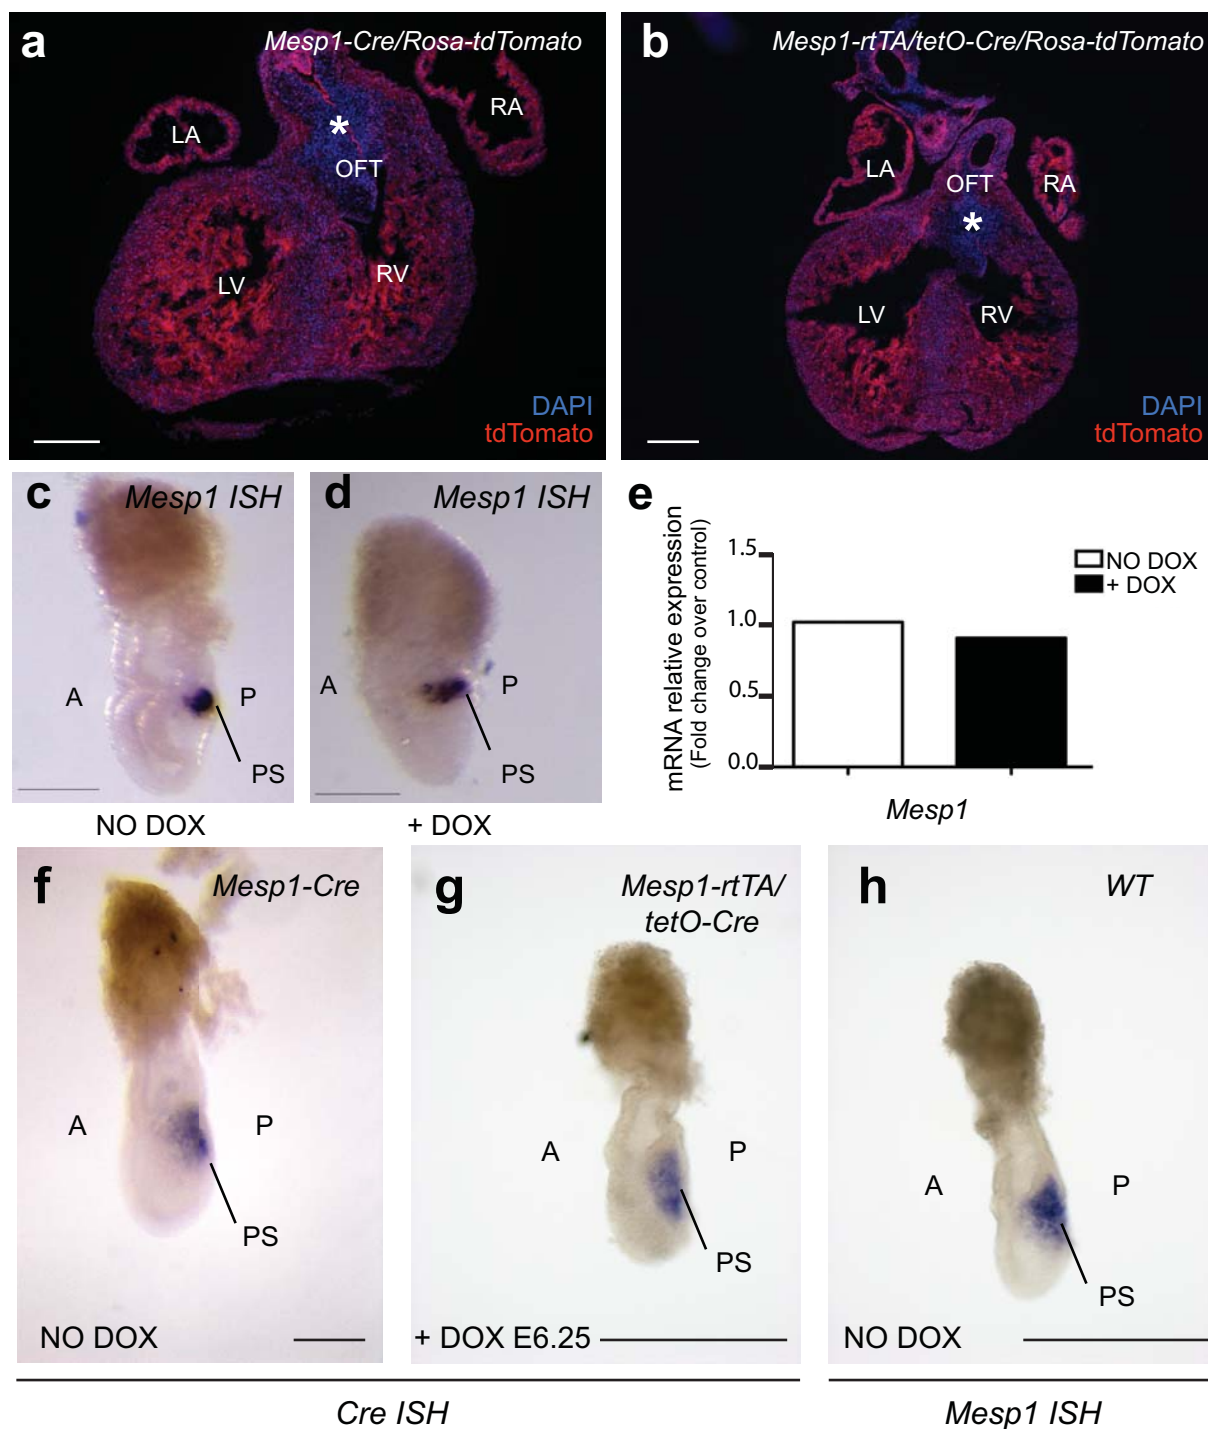 a
Mesp1-Cre/Rosa-tdTomato
LA
*
OFT
RA
LV
RV
DAPI
tdTomato
b
Mesp1-rtTA/tetO-Cre/Rosa-tdTomato
LA
OFT
RA
*
LV
RV
DAPI
tdTomato
c
Mesp1 ISH
A
P
PS
NO DOX
d
Mesp1 ISH
A
P
PS
+ DOX
e
mRNA relative expression
(Fold change over control)
1.5
1.0
0.5
0.0
NO DOX
+ DOX
Mesp1
f
Mesp1-Cre
A
P
PS
NO DOX
g
Mesp1-rtTA/
tetO-Cre
A
P
PS
+ DOX E6.25
h
WT
A
P
PS
NO DOX
Cre ISH
Mesp1 ISH